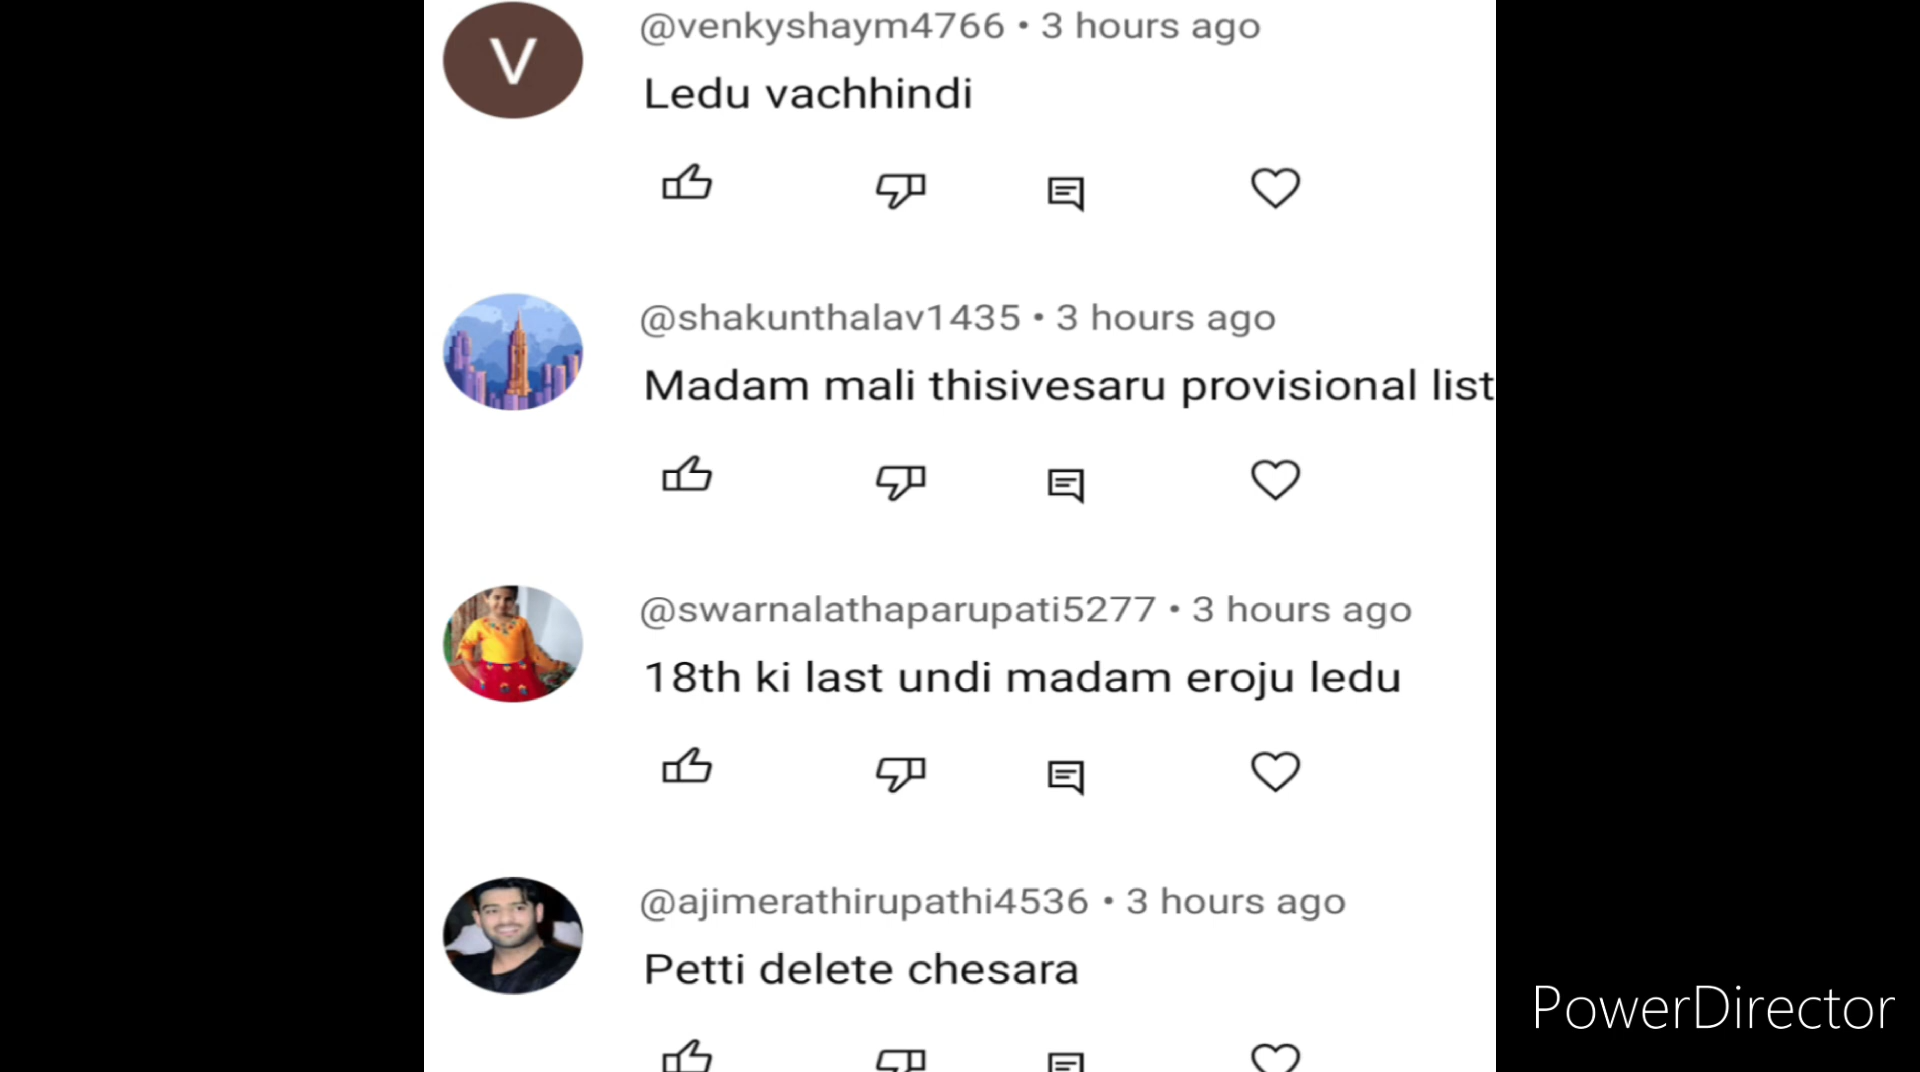 V
@venkyshaym4766 • 3 hours ago
Ledu vachhindi
@shakunthalav1435 • 3 hours ago
Madam mali thisivesaru provisional list
@swarnalathaparupati5277 • 3 hours ago
18th ki last undi madam eroju ledu
@ajimerathirupathi4536 • 3 hours ago
Petti delete chesara
PowerDirector